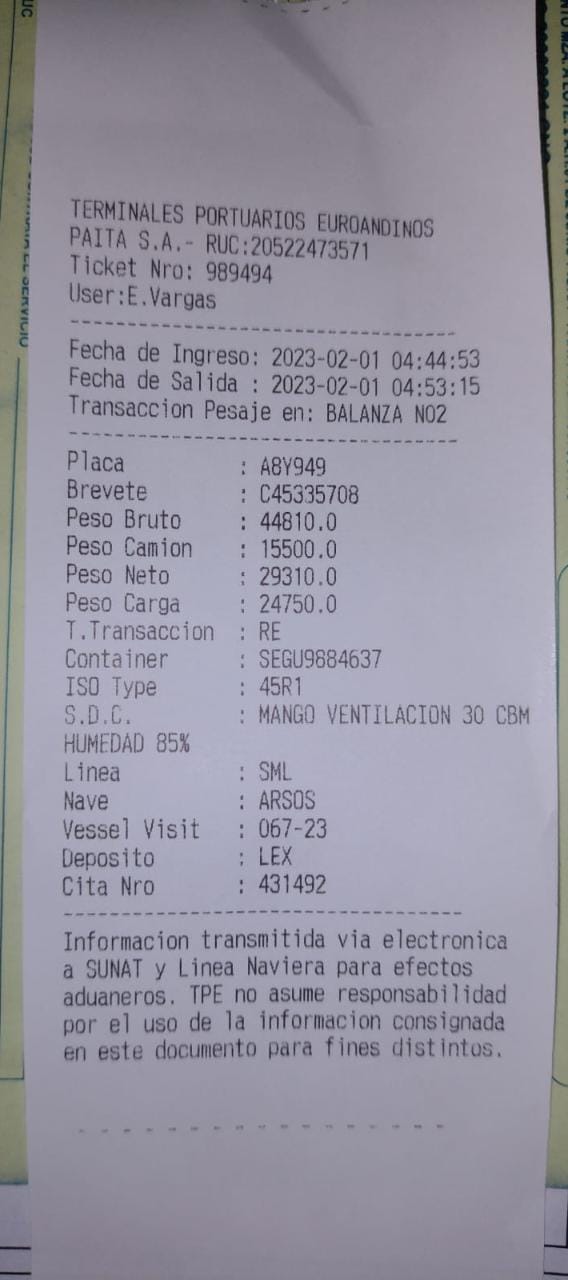 TERMINALES PORTUARIOS EUROANDINOS
PAITA S.A.- RUC:20522473571
Ticket Nro: 989494
User:E.Vargas
Fecha de Ingreso: 2023-02-01 04:44:53
Fecha de Salida : 2023-02-01 04:53:15
Transaccion Pesaje en: BALANZA NO2
Placa : A8Y949
Brevete : C45335708
Peso Bruto : 44810.0
Peso Camion : 15500.0
Peso Neto : 29310.0
Peso Carga : 24750.0
T.Transaccion : RE
Container : SEGU9884637
ISO Type : 45R1
S.D.C. : MANGO VENTILACION 30 CBM
HUMEDAD 85%
Linea : SML
Nave : ARSOS
Vessel Visit : 067-23
Deposito : LEX
Cita Nro : 431492
Informacion transmitida via electronica
a SUNAT y Linea Naviera para efectos
aduaneros. TPE no asume responsabilidad
por el uso de la informacion consignada
en este documento para fines distintos.